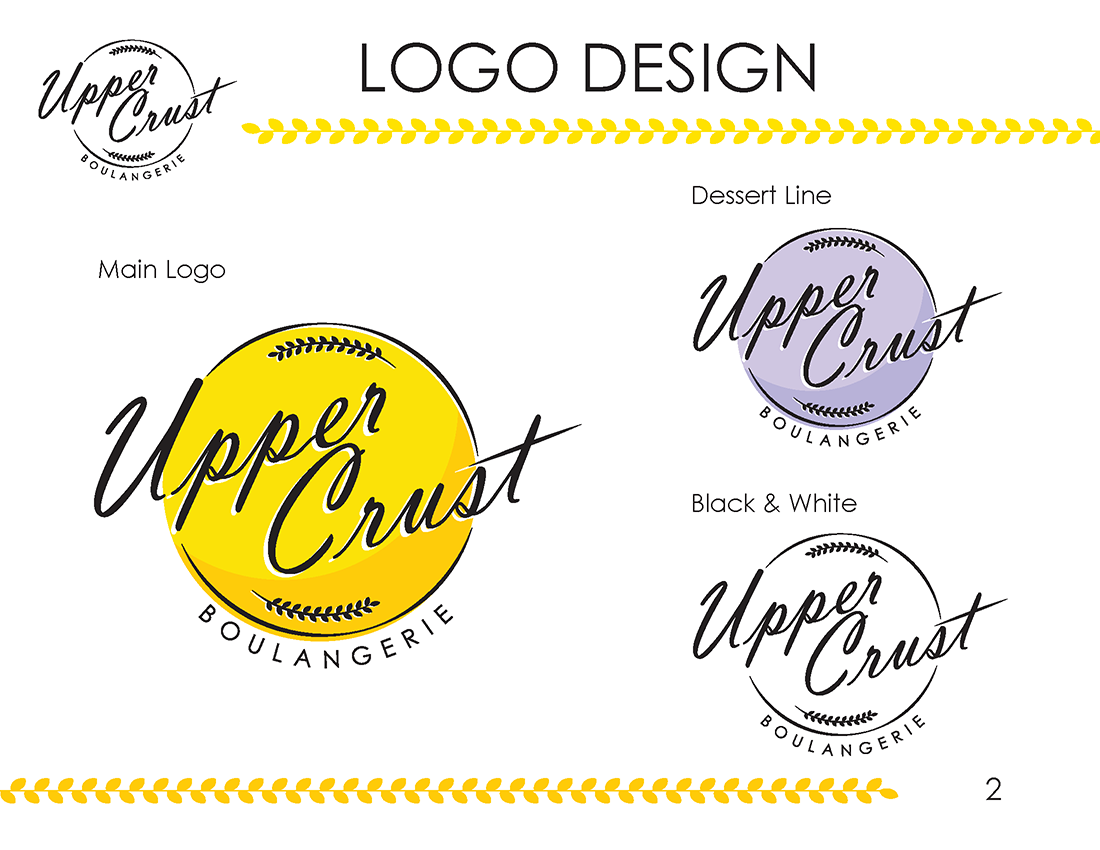 Upper
Crust
BOULANGERIE
LOGO DESIGN
Main Logo
Upper
Crust
BOULANGERIE
Dessert Line
Upper
Crust
BOULANGERIE
Black & White
Upper
Crust
BOULANGERIE
2